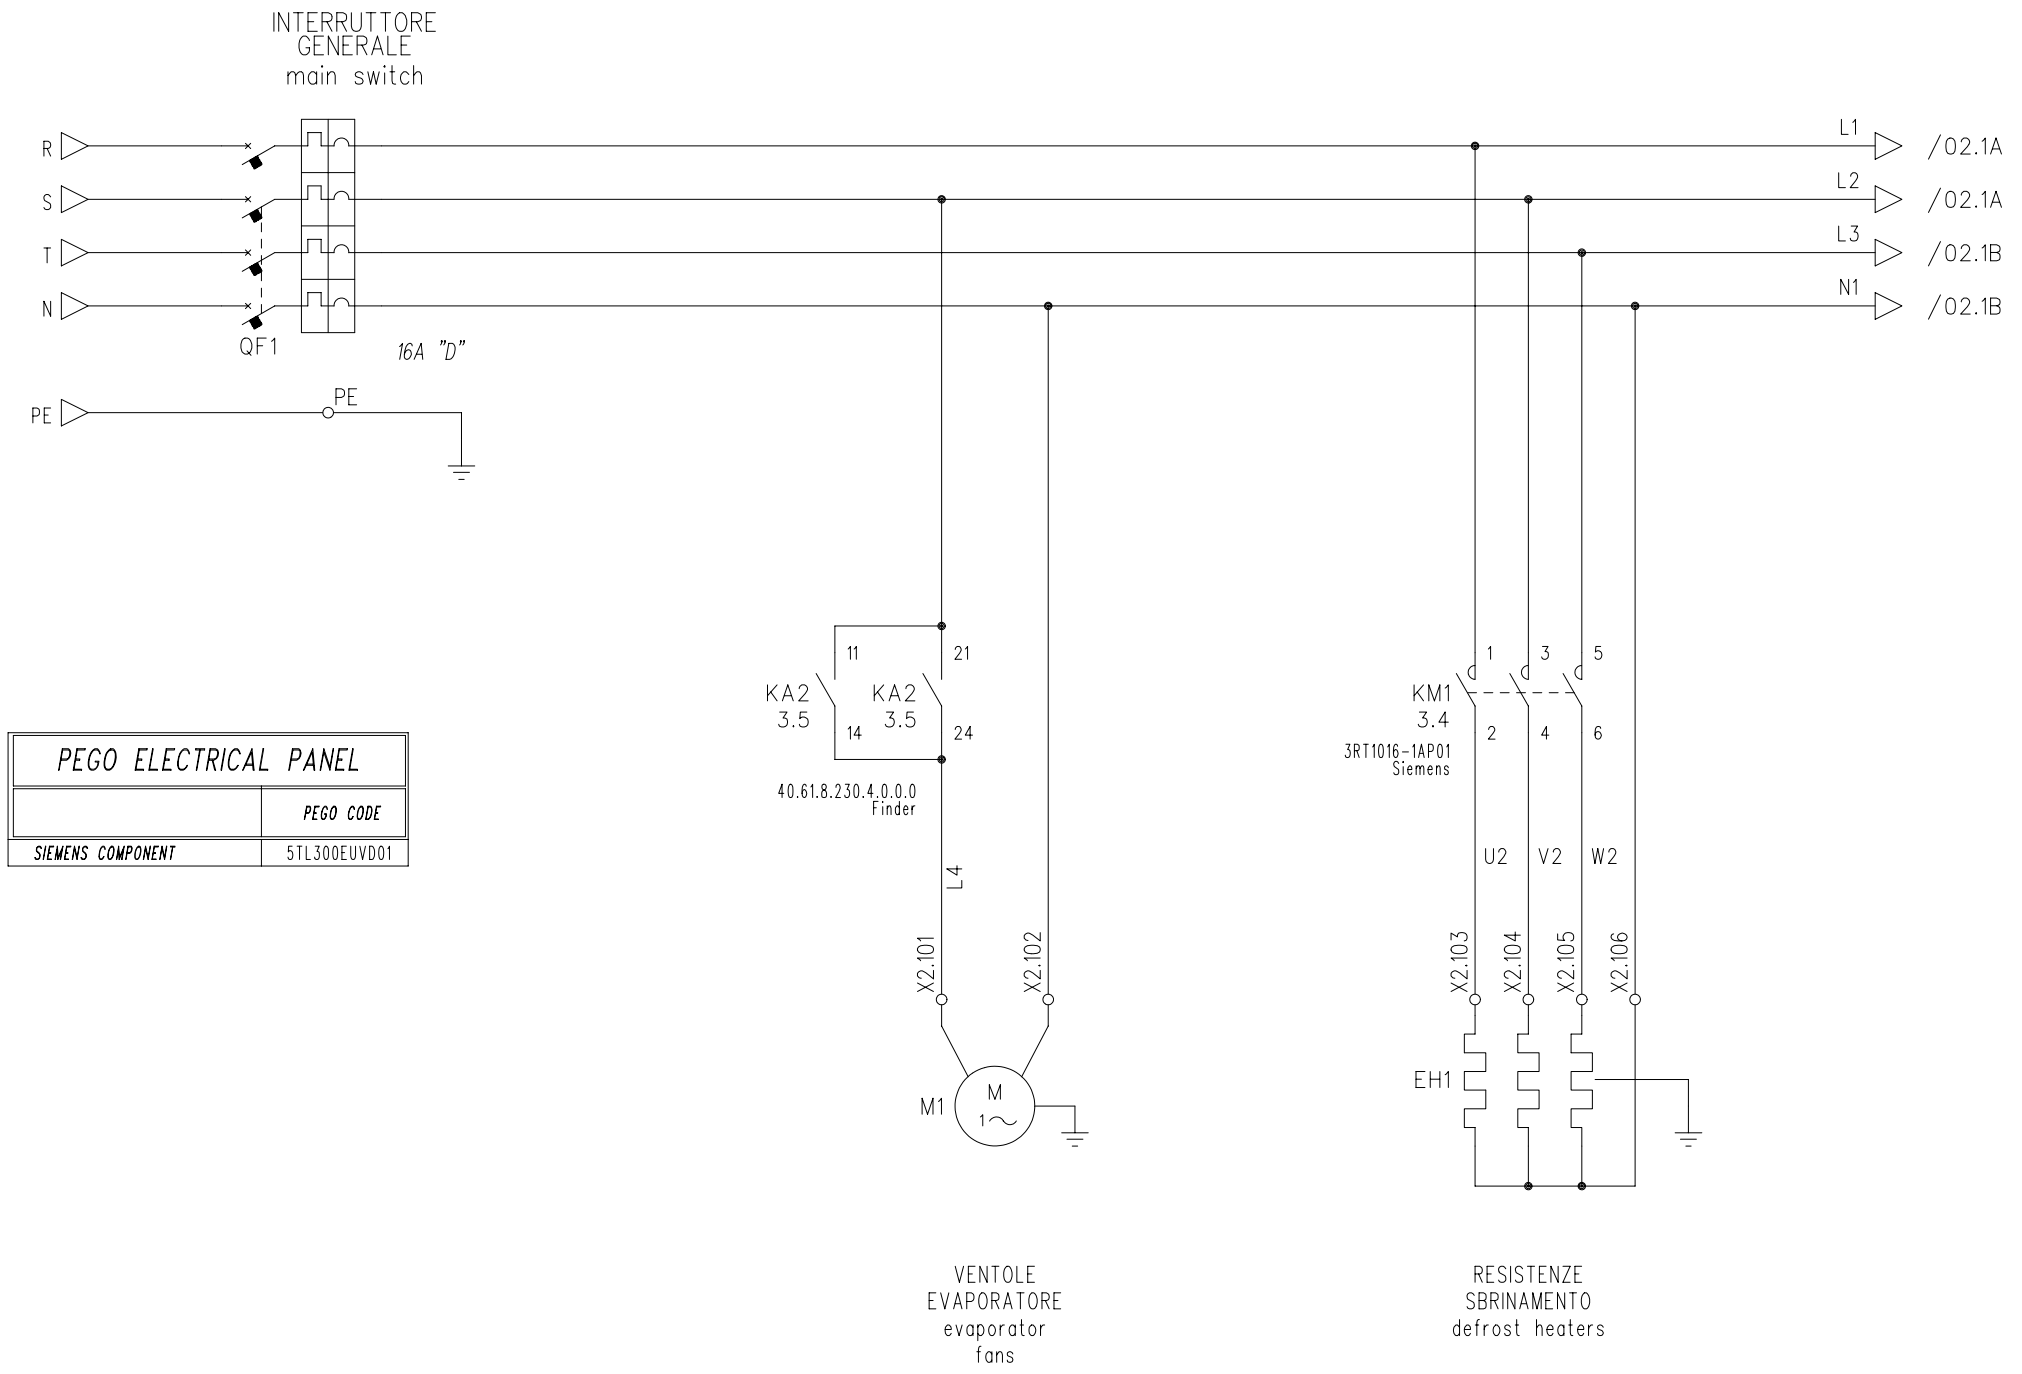 INTERRUTTORE
GENERALE
main switch
R
L1
/02.1A
S
L2
/02.1A
T
L3
/02.1B
N
N1
/02.1B
QF1
16A "D"
PE
PE
11
21
KA2
3.5
KA2
3.5
14
24
40.61.8.230.4.0.0.0
Finder
L4
X2.101
X2.102
M1
M
1~
VENTOLE
EVAPORATORE
evaporator
fans
1
3
5
KM1
3.4
2
4
6
3RT1016-1AP01
Siemens
U2
V2
W2
X2.103
X2.104
X2.105
X2.106
EH1
RESISTENZE
SBRINAMENTO
defrost heaters
PEGO ELECTRICAL PANEL
PEGO CODE
SIEMENS COMPONENT
5TL300EUVD01